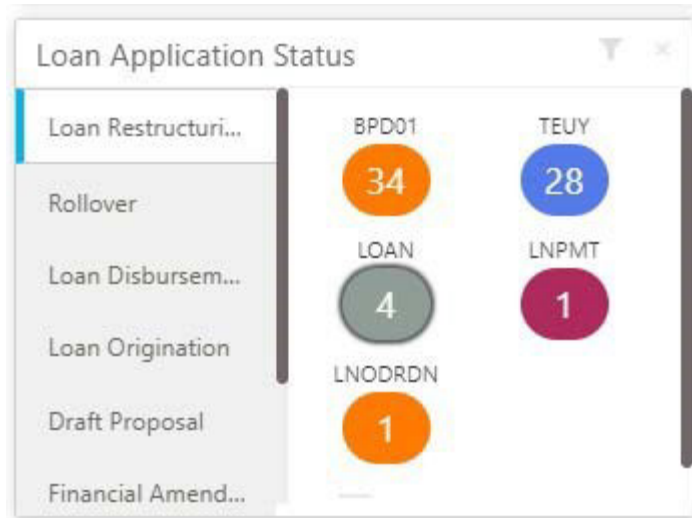 Loan Application Status
Loan Restructuri...
Rollover
Loan Disbursem...
Loan Origination
Draft Proposal
Financial Amend...
BPD01 TEUY
34 28
LOAN LNPMT
4 1
LNODRDN
1